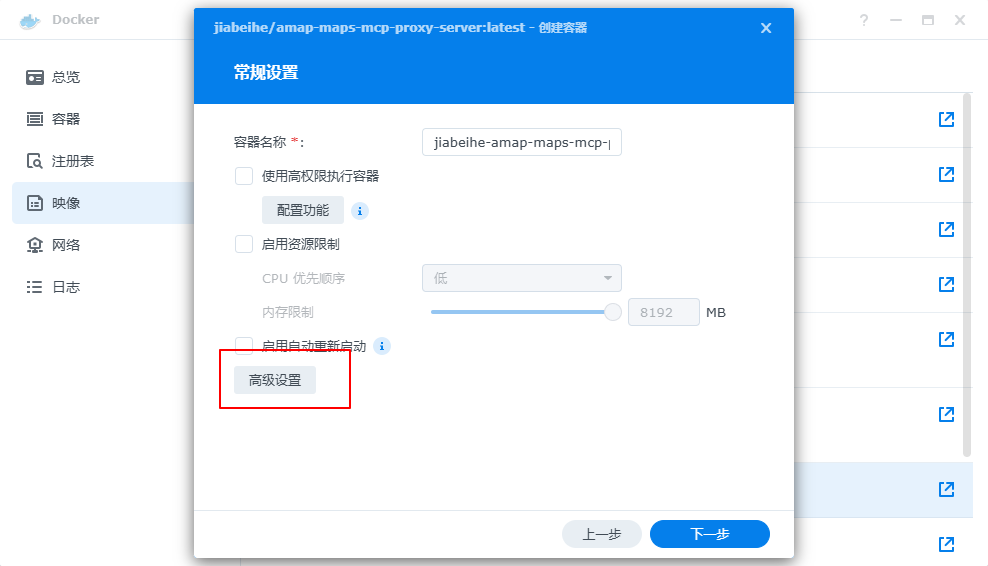 Docker
?
总览
容器
注册表
映像
网络
日志
jiabeihe/amap-maps-mcp-proxy-server:latest - 创建容器
常规设置
容器名称 *:
jiabeihe-amap-maps-mcp-p
使用高权限执行容器
配置功能
启用资源限制
CPU 优先顺序
低
内存限制
8192
MB
启用自动重新启动
高级设置
上一步
下一步